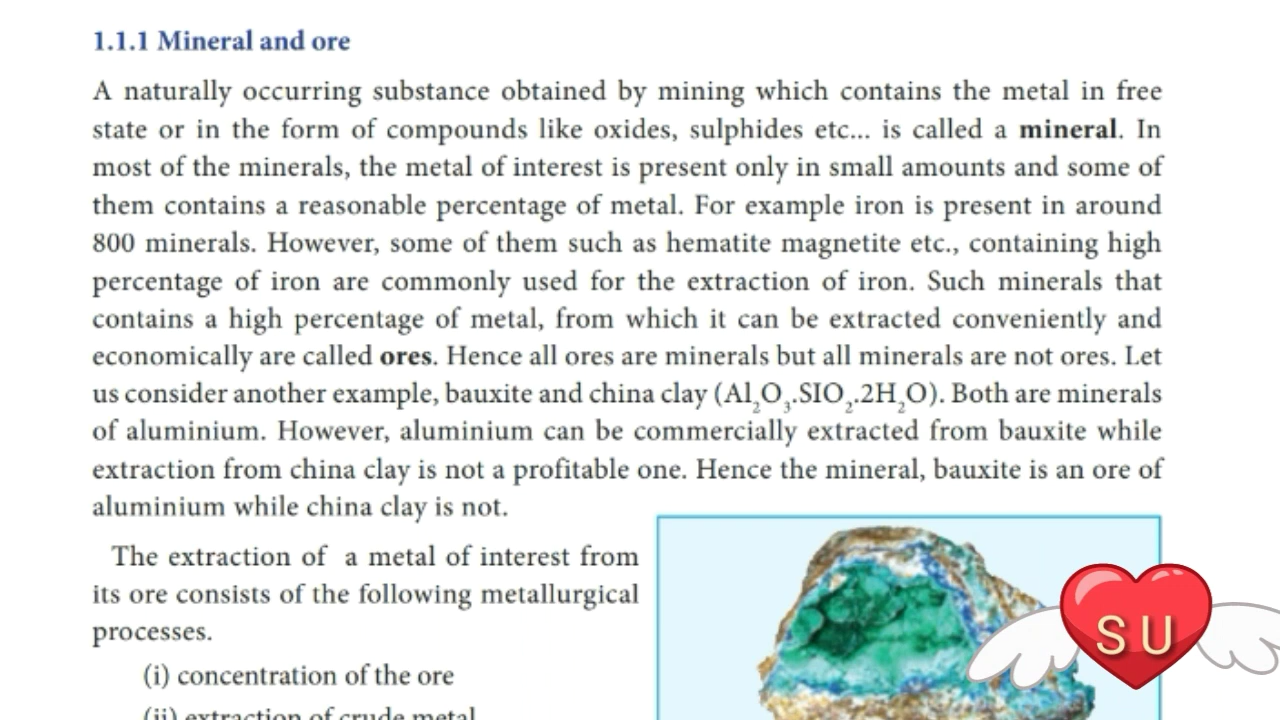 1.1.1 Mineral and ore
A naturally occurring substance obtained by mining which contains the metal in free
state or in the form of compounds like oxides, sulphides etc... is called a mineral. In
most of the minerals, the metal of interest is present only in small amounts and some of
them contains a reasonable percentage of metal. For example iron is present in around
800 minerals. However, some of them such as hematite magnetite etc., containing high
percentage of iron are commonly used for the extraction of iron. Such minerals that
contains a high percentage of metal, from which it can be extracted conveniently and
economically are called ores. Hence all ores are minerals but all minerals are not ores. Let
us consider another example, bauxite and china clay (Al₂O₃.SIO₂.2H₂O). Both are minerals
of aluminium. However, aluminium can be commercially extracted from bauxite while
extraction from china clay is not a profitable one. Hence the mineral, bauxite is an ore of
aluminium while china clay is not.
The extraction of a metal of interest from
its ore consists of the following metallurgical
processes.
(i) concentration of the ore
(ii) extraction of crude metal
S U